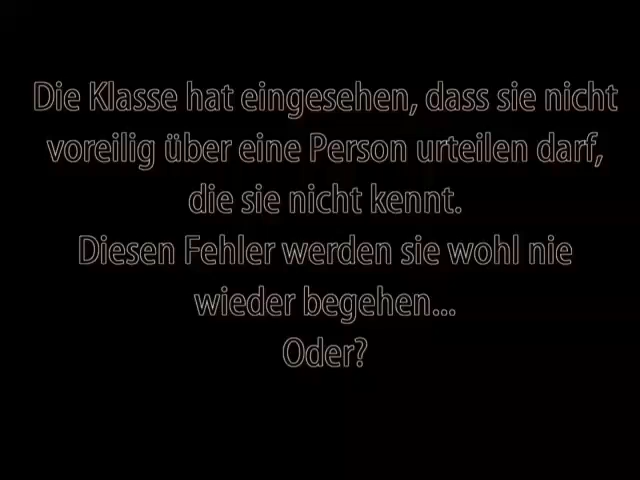 Die Klasse hat eingesehen, dass sie nicht
voreilig über eine Person urteilen darf,
die sie nicht kennt.
Diesen Fehler werden sie wohl nie
wieder begehen...
Oder?